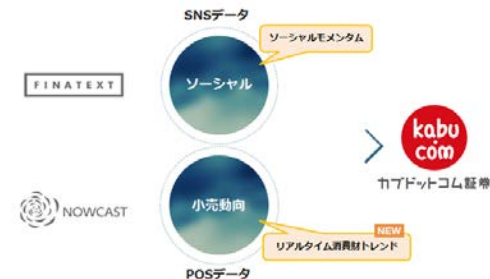 SNSデータ
ソーシャルモメンタム
FINATEXT
ソーシャル
kabu
.com
カブドットコム証券
NOWCAST
小売動向
NEW
リアルタイム消費財トレンド
POSデータ